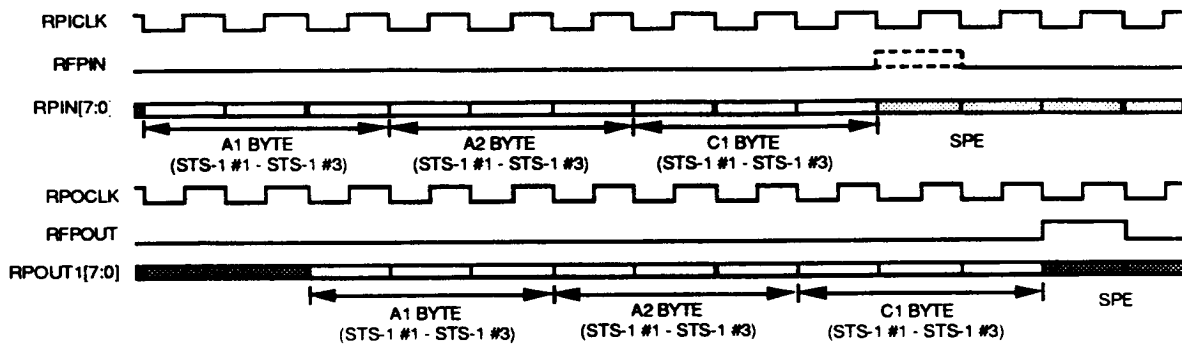 RPICLK
RFPIN
RPIN[7:0]
A1 BYTE
(STS-1 #1 - STS-1 #3)
A2 BYTE
(STS-1 #1 - STS-1 #3)
C1 BYTE
(STS-1 #1 - STS-1 #3)
SPE
RPOCLK
RFPOUT
RPOUT1[7:0]
A1 BYTE
(STS-1 #1 - STS-1 #3)
A2 BYTE
(STS-1 #1 - STS-1 #3)
C1 BYTE
(STS-1 #1 - STS-1 #3)
SPE